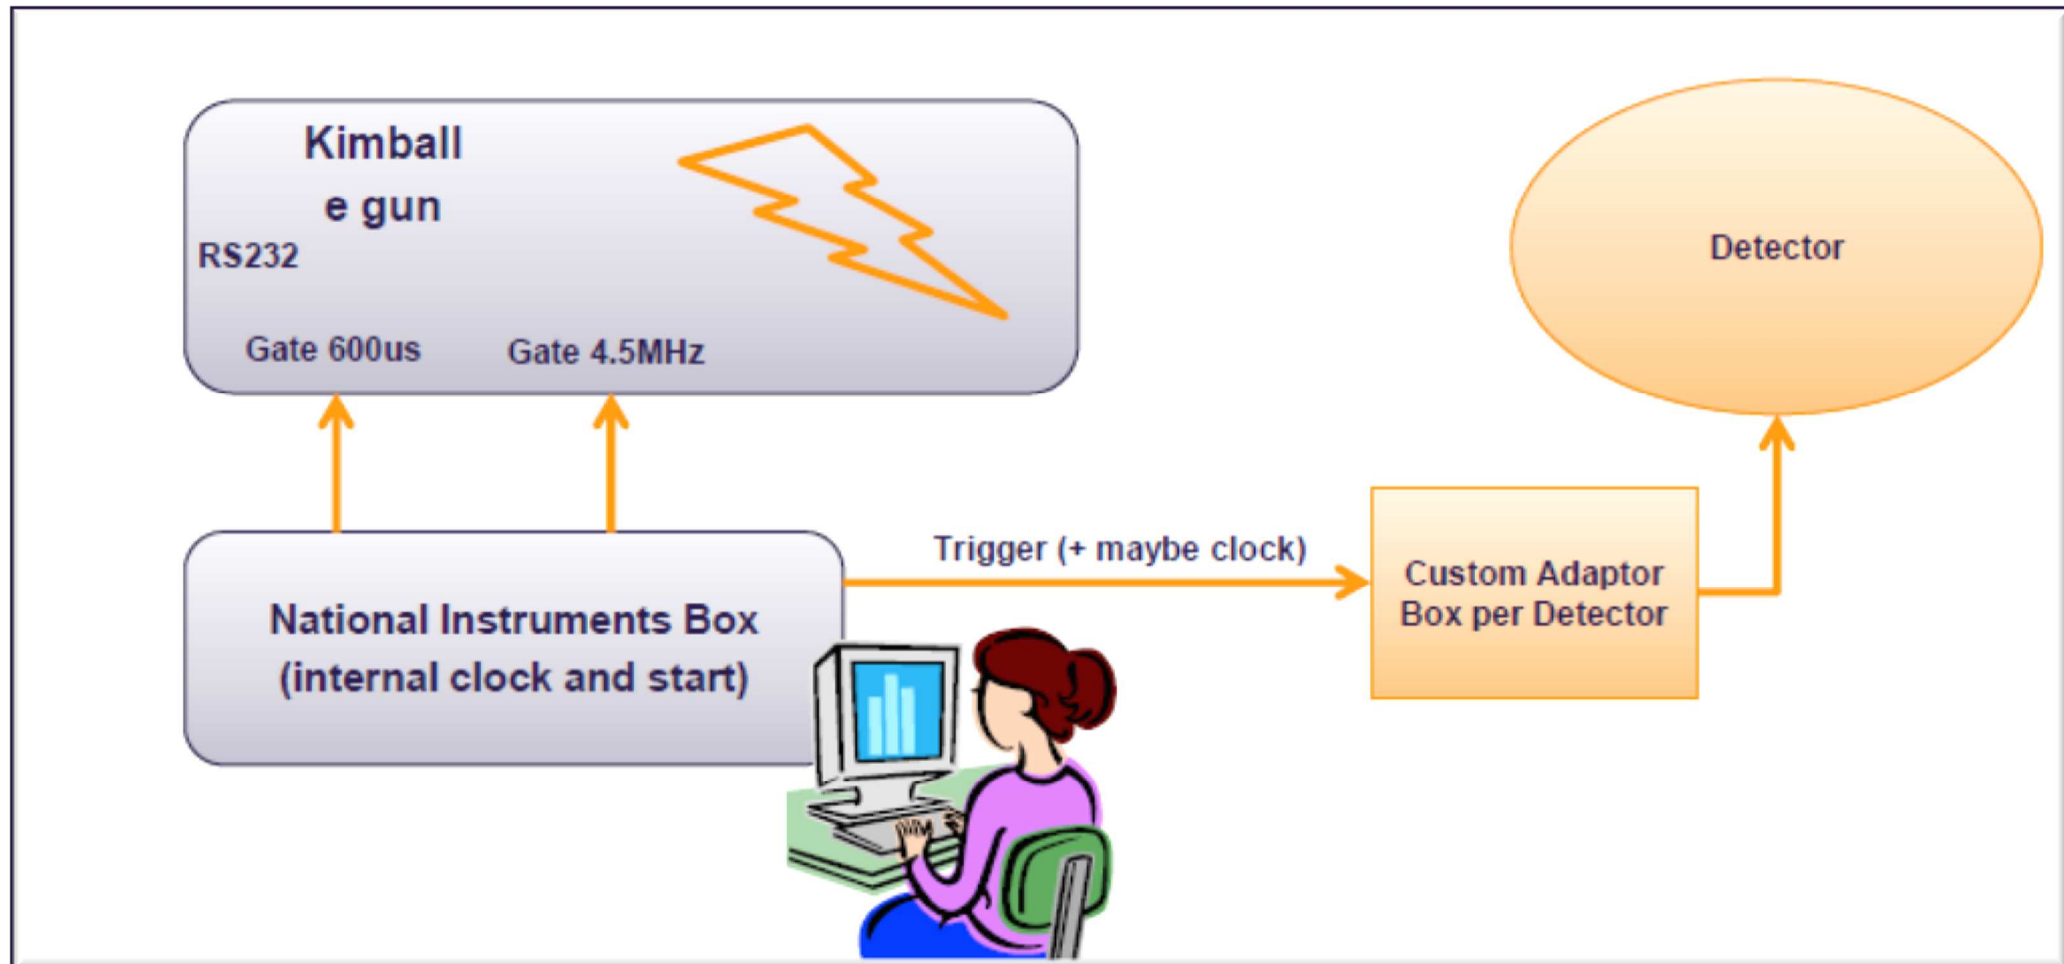 Kimball
e gun
RS232
Gate 600us
Gate 4.5MHz
Detector
National Instruments Box
(internal clock and start)
Trigger (+ maybe clock)
Custom Adaptor
Box per Detector